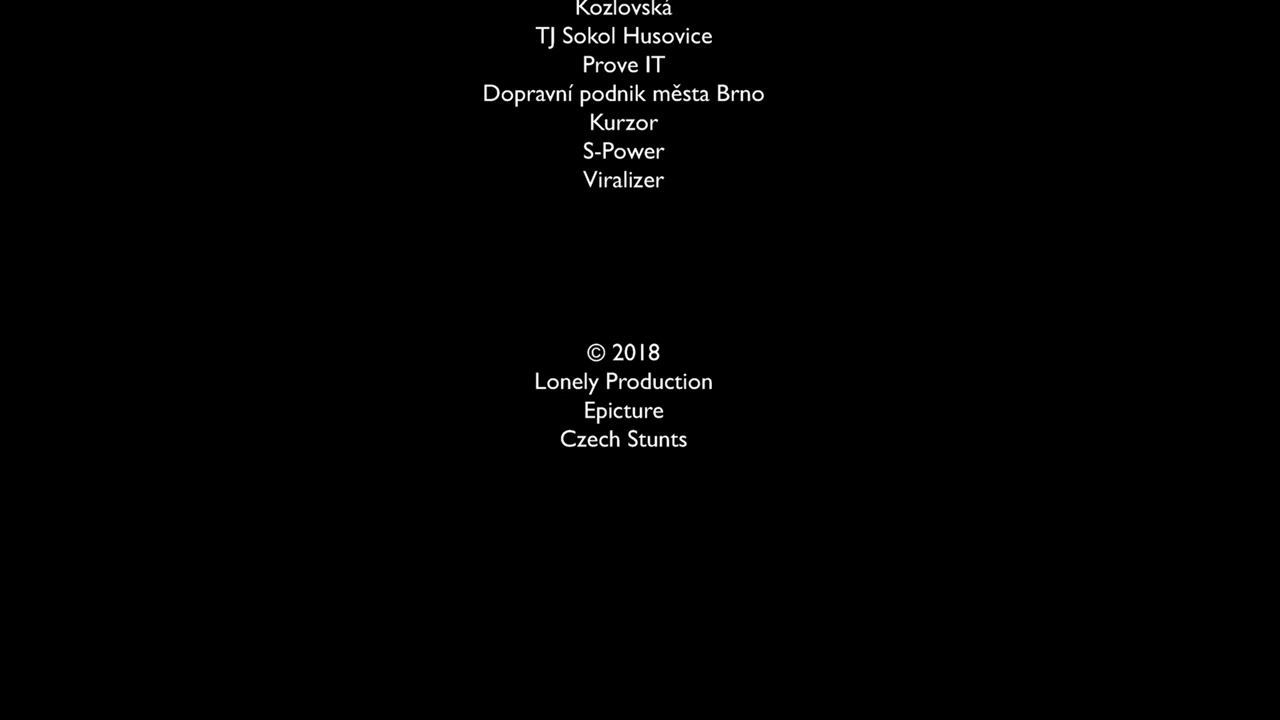 Kozlovská
TJ Sokol Husovice
Prove IT
Dopravní podnik města Brno
Kurzor
S-Power
Viralizer
© 2018
Lonely Production
Epicture
Czech Stunts